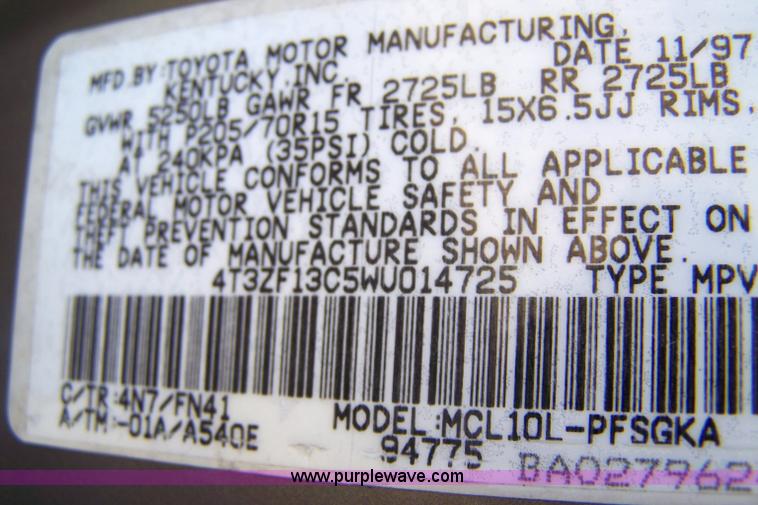 MFD.BY:TOYOTA MOTOR MANUFACTURING,
KENTUCKY,INC. DATE 11/97
GVWR 5250LB GAWR FR 2725LB RR 2725LB
WITH P205/70R15 TIRES, 15X6.5JJ RIMS,
AT 240KPA (35PSI) COLD.
THIS VEHICLE CONFORMS TO ALL APPLICABLE
FEDERAL MOTOR VEHICLE SAFETY AND
THEFT PREVENTION STANDARDS IN EFFECT ON
THE DATE OF MANUFACTURE SHOWN ABOVE.
4T3ZF13C5WU014725 TYPE MPV
C/TR:4N7/FN41
A/TM:-01A/A540E MODEL:MCL10L-PFSGKA
94775 BA027962
www.purplewave.com